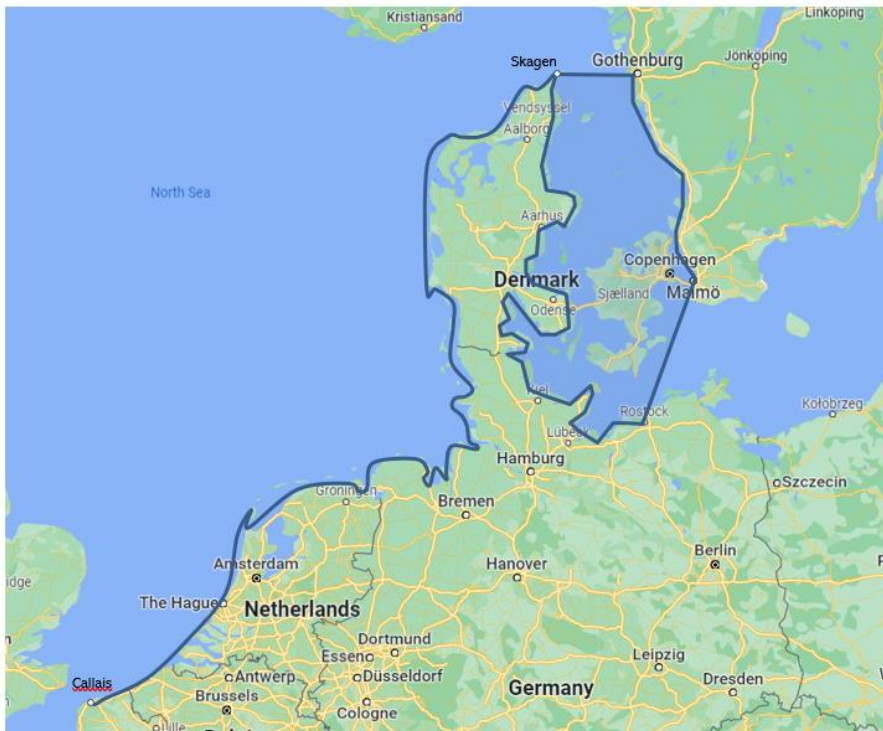 Kristiansand
Linköping
Skagen
Gothenburg
Jönköping
Vendsyssel
Aalborg
North Sea
Aarhus
Copenhagen
Denmark
Malmö
Sjælland
Odense
Kiel
Rostock
Kołobrzeg
Lübeck
Hamburg
Szczecin
Groningen
Bremen
Berlin
Amsterdam
Hanover
The Hague
Netherlands
Dortmund
Essen
Leipzig
Antwerp
Düsseldorf
Dresden
Callais
Brussels
Germany
Cologne
Lille